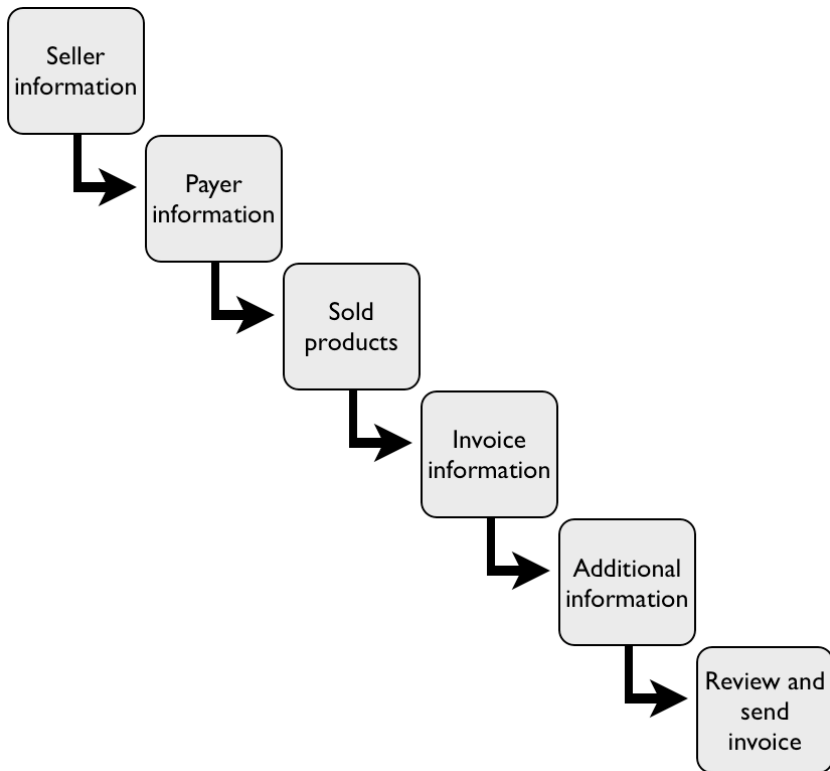 Seller
information
Payer
information
Sold
products
Invoice
information
Additional
information
Review and
send
invoice